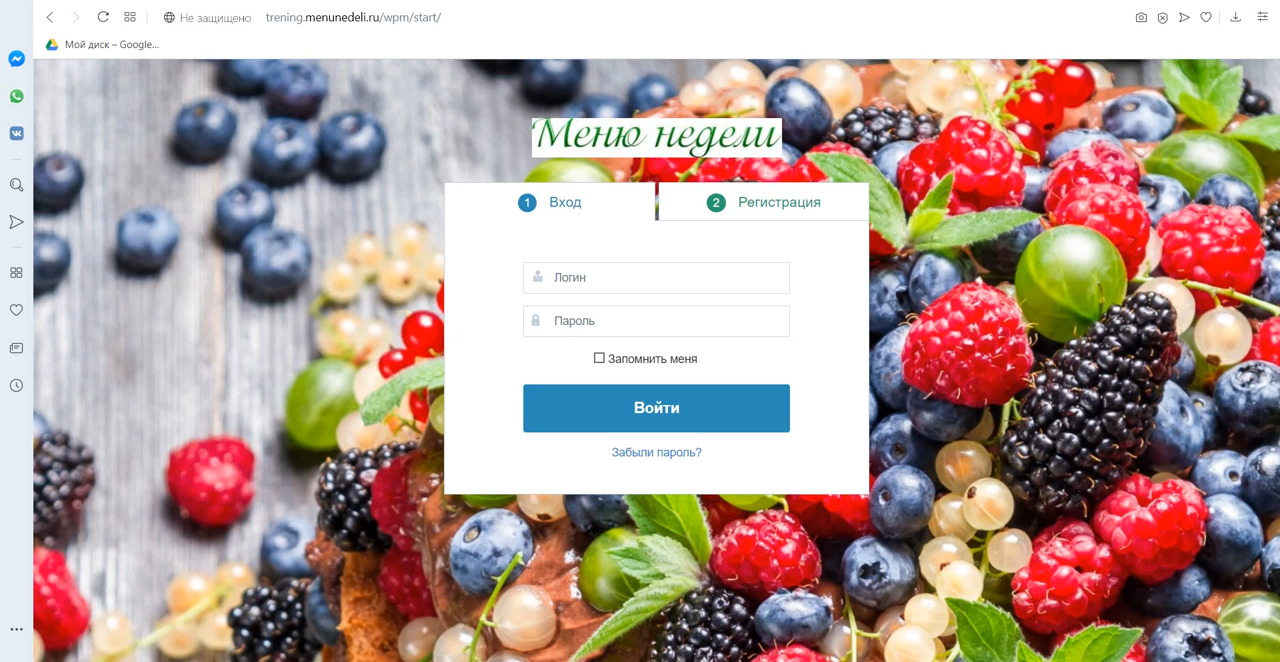 Не защищено trening.menunedeli.ru/wpm/start/
Мой диск – Google...
Меню недели
1 Вход
2 Регистрация
Логин
Пароль
Запомнить меня
Войти
Забыли пароль?